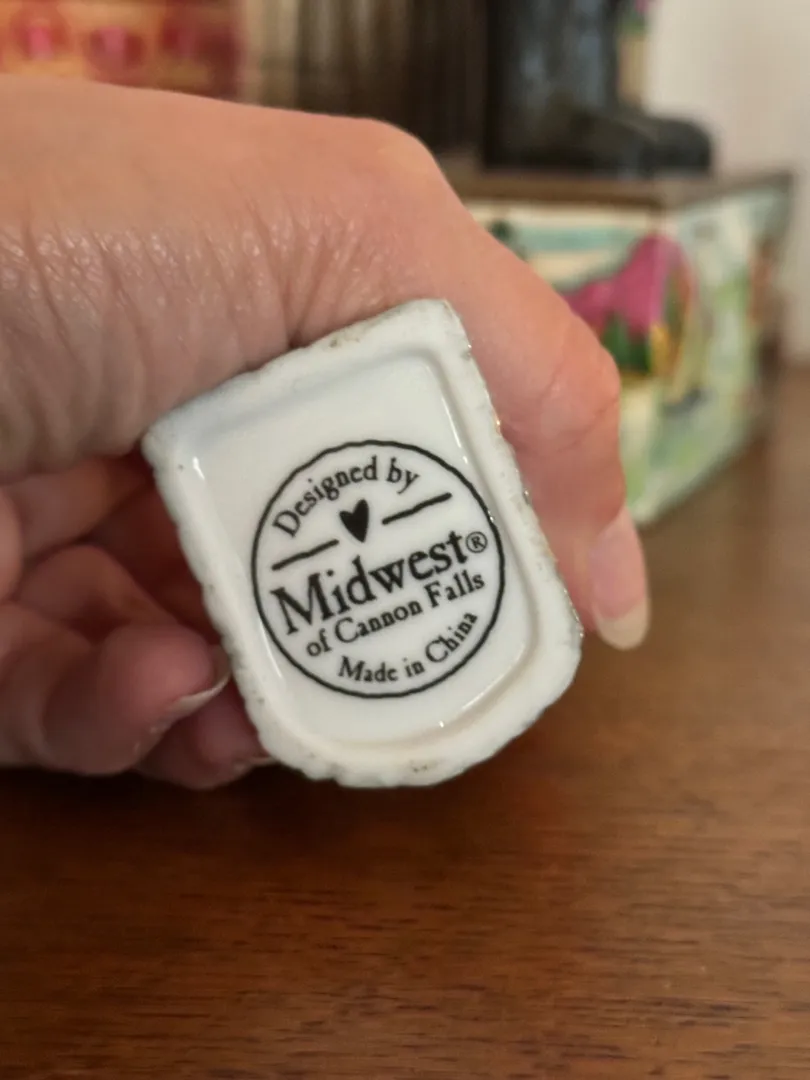 Designed by
Midwest®
of Cannon Falls
Made in China